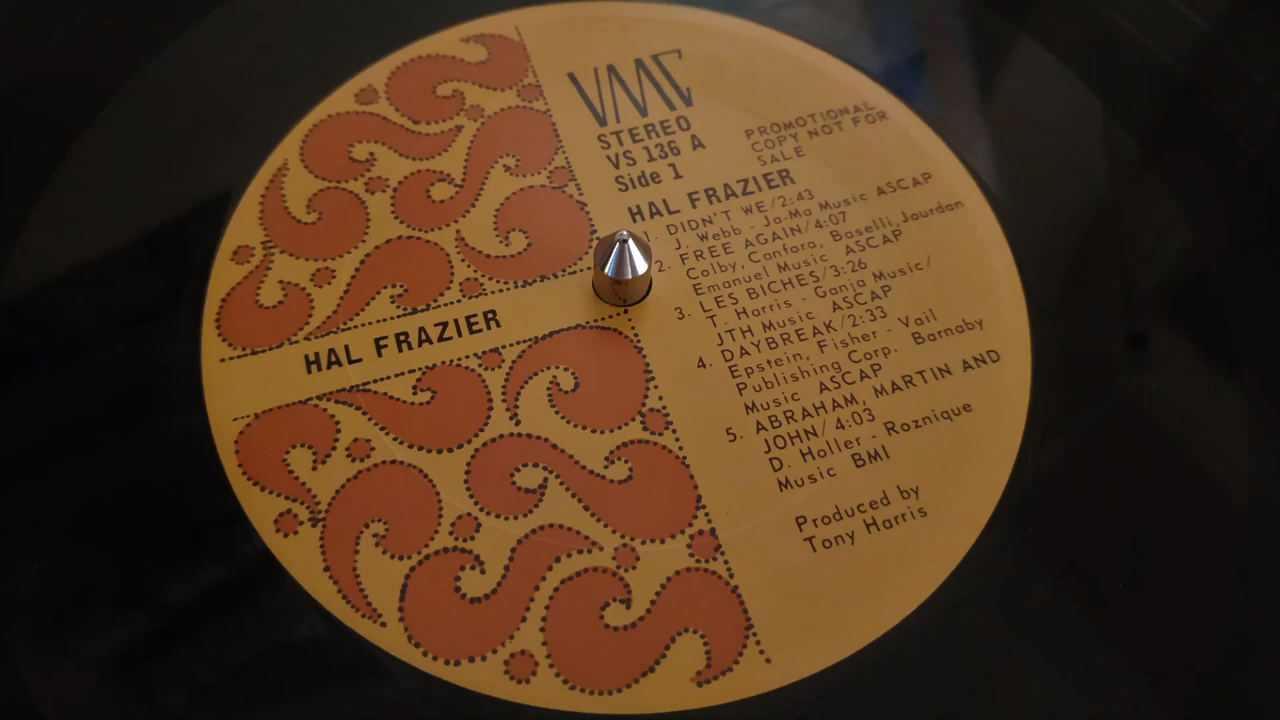 VMC
STEREO
VS 136 A
Side 1
PROMOTIONAL
COPY NOT FOR
SALE
HAL FRAZIER
1. DIDN'T WE/2:43
J. Webb - Ja-Ma Music ASCAP
2. FREE AGAIN/4:07
Colby, Canfora, Baselli, Jourdan
Emanuel Music ASCAP
3. LES BICHES/3:26
T. Harris - Ganja Music/
JTH Music ASCAP
4. DAYBREAK/2:33
Epstein, Fisher - Vail
Publishing Corp. Barnaby
Music ASCAP
5. ABRAHAM, MARTIN AND
JOHN/ 4:03
D. Holler - Roznique
Music BMI
Produced by
Tony Harris
HAL FRAZIER